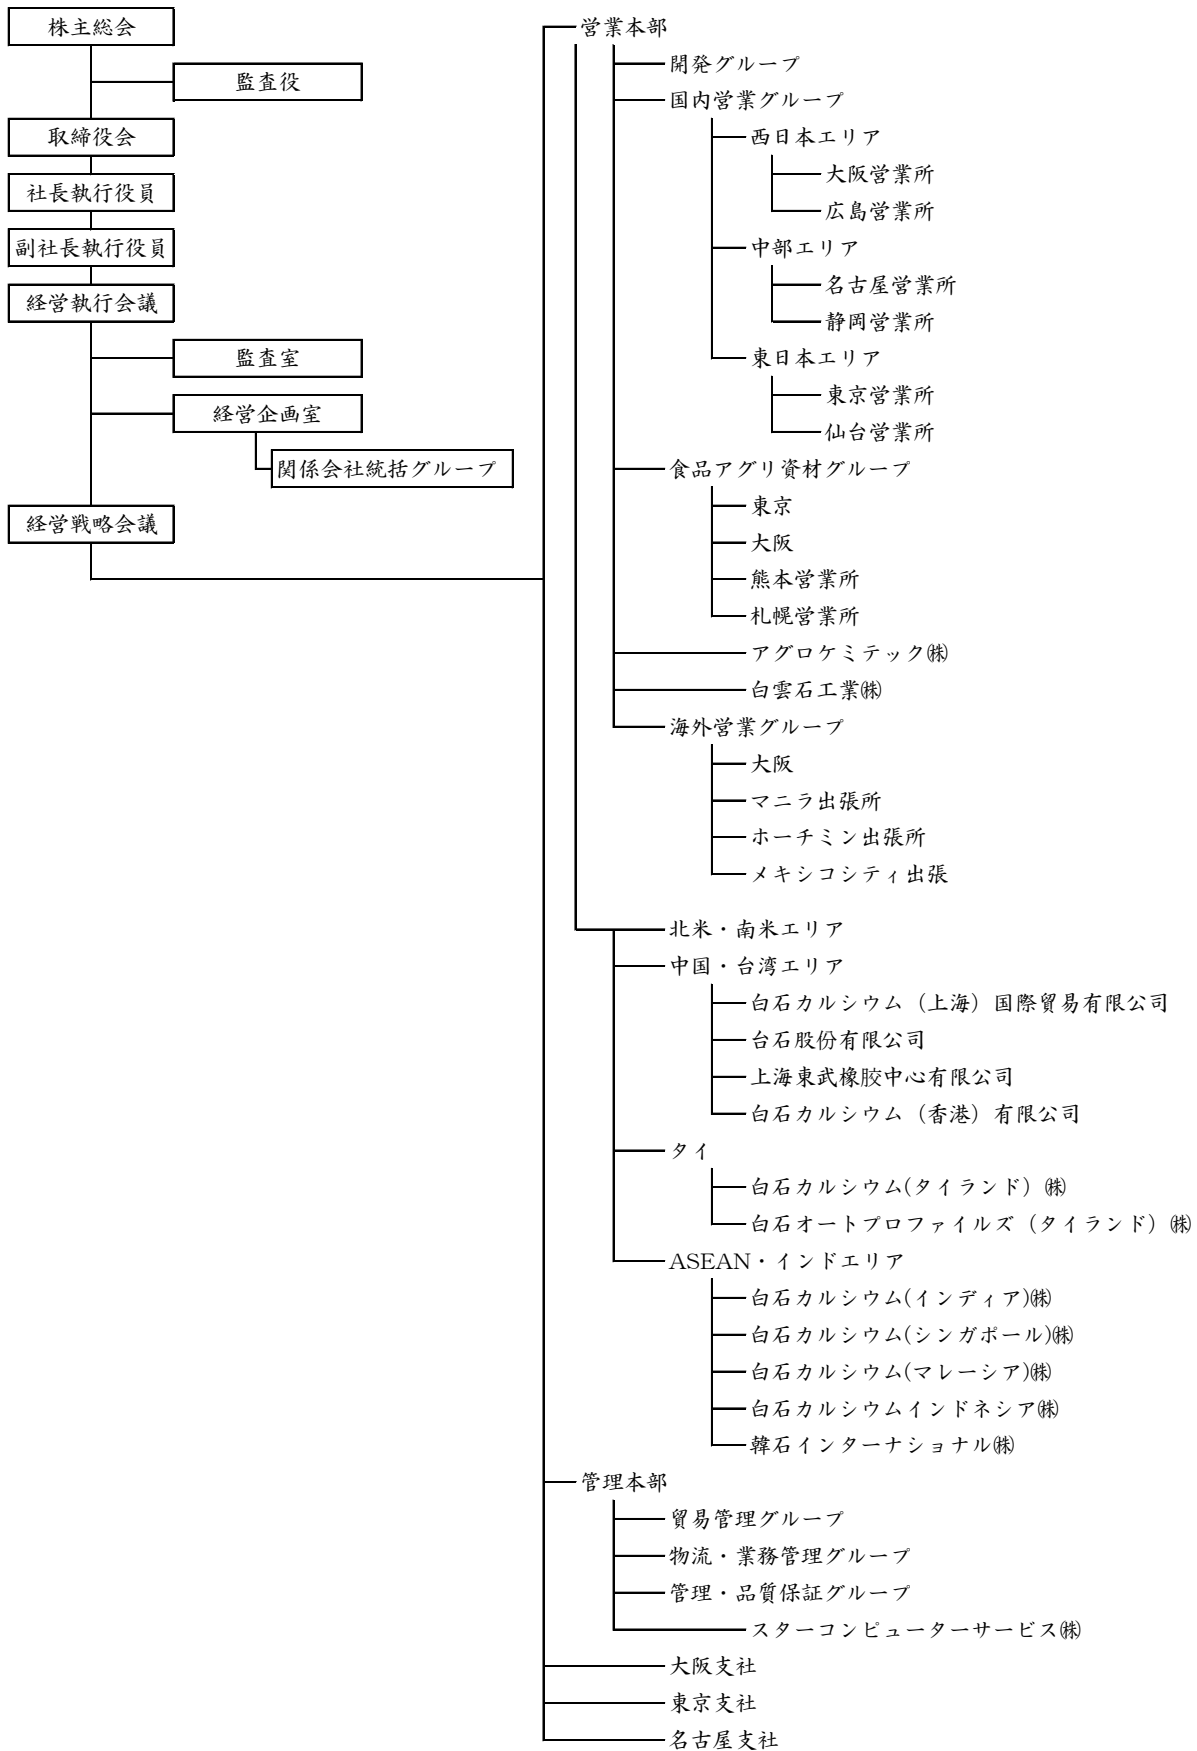 株主総会
監査役
取締役会
社長執行役員
副社長執行役員
経営執行会議
監査室
経営企画室
関係会社統括グループ
経営戦略会議
営業本部
開発グループ
国内営業グループ
西日本エリア
大阪営業所
広島営業所
中部エリア
名古屋営業所
静岡営業所
東日本エリア
東京営業所
仙台営業所
食品アグリ資材グループ
東京
大阪
熊本営業所
札幌営業所
アグロケミテック㈱
白雲石工業㈱
海外営業グループ
大阪
マニラ出張所
ホーチミン出張所
メキシコシティ出張
北米・南米エリア
中国・台湾エリア
白石カルシウム（上海）国際貿易有限公司
台石股份有限公司
上海東武橡胶中心有限公司
白石カルシウム（香港）有限公司
タイ
白石カルシウム(タイランド）㈱
白石オートプロファイルズ（タイランド）㈱
ASEAN・インドエリア
白石カルシウム(インディア)㈱
白石カルシウム(シンガポール)㈱
白石カルシウム(マレーシア)㈱
白石カルシウムインドネシア㈱
韓石インターナショナル㈱
管理本部
貿易管理グループ
物流・業務管理グループ
管理・品質保証グループ
スターコンピューターサービス㈱
大阪支社
東京支社
名古屋支社